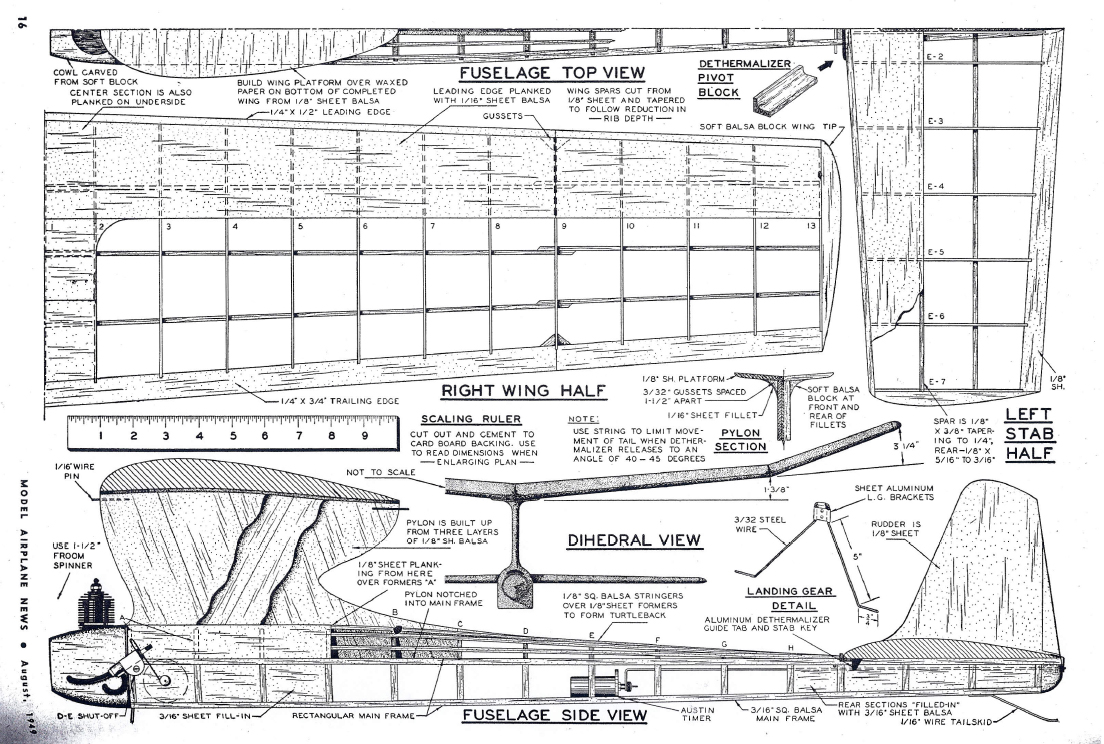 16
MODEL AIRPLANE NEWS ● August, 1949
COWL CARVED
FROM SOFT BLOCK
CENTER SECTION IS ALSO
PLANKED ON UNDERSIDE
BUILD WING PLATFORM OVER WAXED
PAPER ON BOTTOM OF COMPLETED
WING FROM 1/8" SHEET BALSA
1/4" X 1/2" LEADING EDGE
FUSELAGE TOP VIEW
LEADING EDGE PLANKED
WITH 1/16" SHEET BALSA
GUSSETS
WING SPARS CUT FROM
1/8" SHEET AND TAPERED
TO FOLLOW REDUCTION IN
RIB DEPTH
DETHERMALIZER
PIVOT
BLOCK
SOFT BALSA BLOCK WING TIP
E-2
E-3
E-4
E-5
E-6
E-7
1 2 3 4 5 6 7 8 9 10 11 12 13
1/4" X 3/4" TRAILING EDGE
RIGHT WING HALF
1/8" SH. PLATFORM
3/32" GUSSETS SPACED
1-1/2" APART
1/16" SHEET FILLET
SOFT BALSA
BLOCK AT
FRONT AND
REAR OF
FILLETS
PYLON
SECTION
1/8"
SH.
SPAR IS 1/8"
X 3/8" TAPER-
ING TO 1/4";
REAR-1/8" X
5/16" TO 3/16"
LEFT
STAB
HALF
1 2 3 4 5 6 7 8 9
SCALING RULER
CUT OUT AND CEMENT TO
CARD BOARD BACKING. USE
TO READ DIMENSIONS WHEN
ENLARGING PLAN
NOTE:
USE STRING TO LIMIT MOVE-
MENT OF TAIL WHEN DETHER-
MALIZER RELEASES TO AN
ANGLE OF 40-45 DEGREES
NOT TO SCALE
3 1/4"
1-3/8"
DIHEDRAL VIEW
1/16" WIRE
PIN
USE 1-1/2"
FROOM
SPINNER
PYLON IS BUILT UP
FROM THREE LAYERS
OF 1/8" SH. BALSA
1/8" SHEET PLANK-
ING FROM HERE
OVER FORMERS "A"
PYLON NOTCHED
INTO MAIN FRAME
1/8" SQ. BALSA STRINGERS
OVER 1/8" SHEET FORMERS
TO FORM TURTLEBACK
SHEET ALUMINUM
L.G. BRACKETS
3/32 STEEL
WIRE
5"
3/4"
LANDING GEAR
DETAIL
RUDDER IS
1/8" SHEET
ALUMINUM DETHERMALIZER
GUIDE TAB AND STAB KEY
A
B
C
D
E
F
G
H
D-E SHUT-OFF
3/16" SHEET FILL-IN
RECTANGULAR MAIN FRAME
FUSELAGE SIDE VIEW
AUSTIN
TIMER
3/16" SQ. BALSA
MAIN FRAME
REAR SECTIONS "FILLED-IN"
WITH 3/16" SHEET BALSA
1/16" WIRE TAILSKID